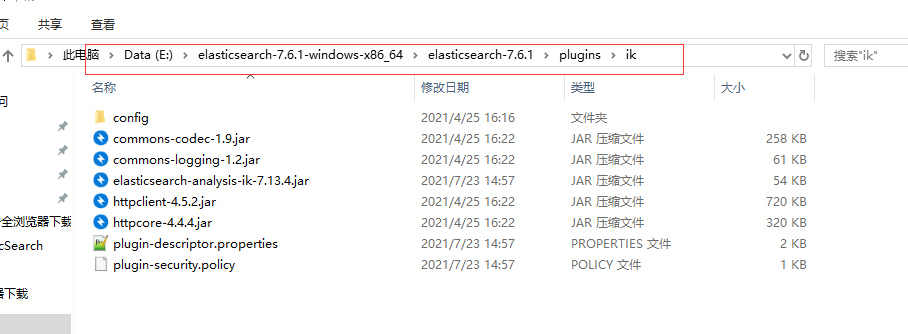 页 共享 查看
此电脑 Data (E:) elasticsearch-7.6.1-windows-x86_64 elasticsearch-7.6.1 plugins ik 搜索"ik"
名称 修改日期 类型 大小
问
config 2021/4/25 16:16 文件夹
commons-codec-1.9.jar 2021/4/25 16:22 JAR 压缩文件 258 KB
commons-logging-1.2.jar 2021/4/25 16:22 JAR 压缩文件 61 KB
elasticsearch-analysis-ik-7.13.4.jar 2021/7/23 14:57 JAR 压缩文件 54 KB
httpclient-4.5.2.jar 2021/4/25 16:22 JAR 压缩文件 720 KB
全浏览器下载 httpcore-4.4.4.jar 2021/4/25 16:22 JAR 压缩文件 320 KB
cSearch plugin-descriptor.properties 2021/7/23 14:57 PROPERTIES 文件 2 KB
plugin-security.policy 2021/7/23 14:57 POLICY 文件 1 KB
器下载